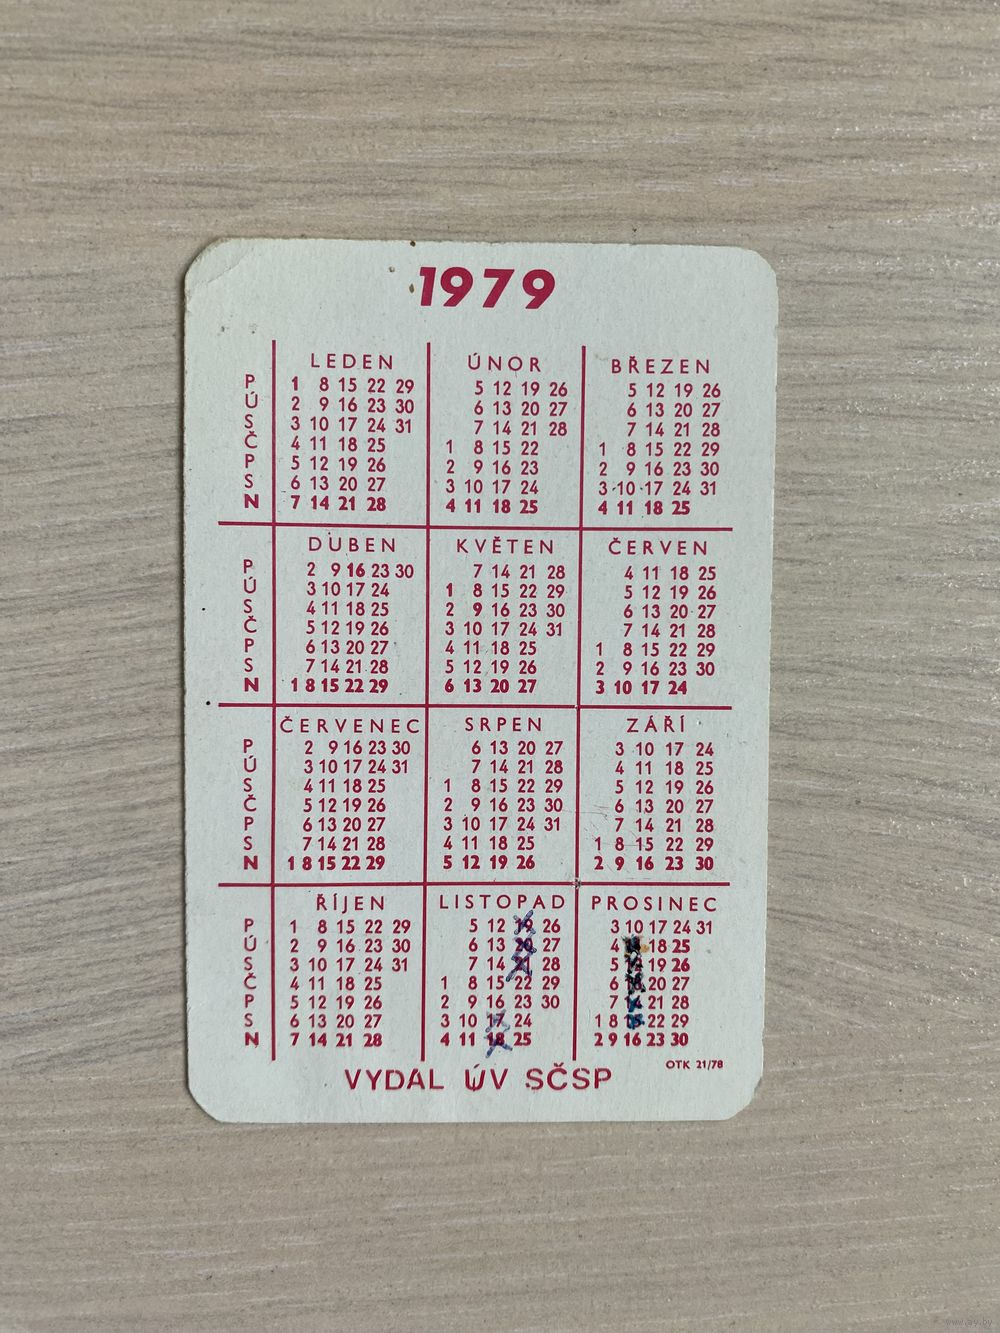 1979
LEDEN ÚNOR BŘEZEN
P 1 8 15 22 29 5 12 19 26 5 12 19 26
Ú 2 9 16 23 30 6 13 20 27 6 13 20 27
S 3 10 17 24 31 7 14 21 28 7 14 21 28
Č 4 11 18 25 1 8 15 22 1 8 15 22 29
P 5 12 19 26 2 9 16 23 2 9 16 23 30
S 6 13 20 27 3 10 17 24 3 10 17 24 31
N 7 14 21 28 4 11 18 25 4 11 18 25
DUBEN KVĚTEN ČERVEN
P 2 9 16 23 30 7 14 21 28 4 11 18 25
Ú 3 10 17 24 1 8 15 22 29 5 12 19 26
S 4 11 18 25 2 9 16 23 30 6 13 20 27
Č 5 12 19 26 3 10 17 24 31 7 14 21 28
P 6 13 20 27 4 11 18 25 1 8 15 22 29
S 7 14 21 28 5 12 19 26 2 9 16 23 30
N 1 8 15 22 29 6 13 20 27 3 10 17 24
ČERVENEC SRPEN ZÁŘÍ
P 2 9 16 23 30 6 13 20 27 3 10 17 24
Ú 3 10 17 24 31 7 14 21 28 4 11 18 25
S 4 11 18 25 1 8 15 22 29 5 12 19 26
Č 5 12 19 26 2 9 16 23 30 6 13 20 27
P 6 13 20 27 3 10 17 24 31 7 14 21 28
S 7 14 21 28 4 11 18 25 1 8 15 22 29
N 1 8 15 22 29 5 12 19 26 2 9 16 23 30
ŘÍJEN LISTOPAD PROSINEC
P 1 8 15 22 29 5 12 19 26 3 10 17 24 31
Ú 2 9 16 23 30 6 13 20 27 4 18 25
S 3 10 17 24 31 7 14 28 5 19 26
Č 4 11 18 25 1 8 15 22 29 6 20 27
P 5 12 19 26 2 9 16 23 30 7 21 28
S 6 13 20 27 3 10 17 24 1 8 22 29
N 7 14 21 28 4 11 18 25 2 9 16 23 30
OTK 21/78
VYDAL ÚV SČSP